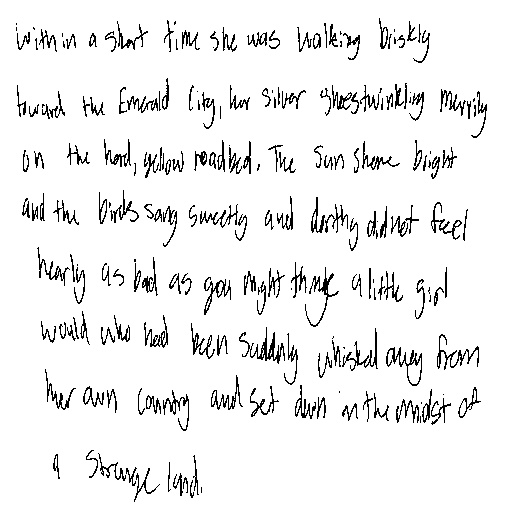 within a short time she was walking briskly
toward the Emerald City, her silver shoes twinkling merrily
on the hard, yellow roadbed. The sun shone bright
and the birds sang sweetly and dorthy did not feel
nearly as bad as you might think a little girl
would who had been suddenly whisked away from
her own country and set down in the midst of
a strange land.